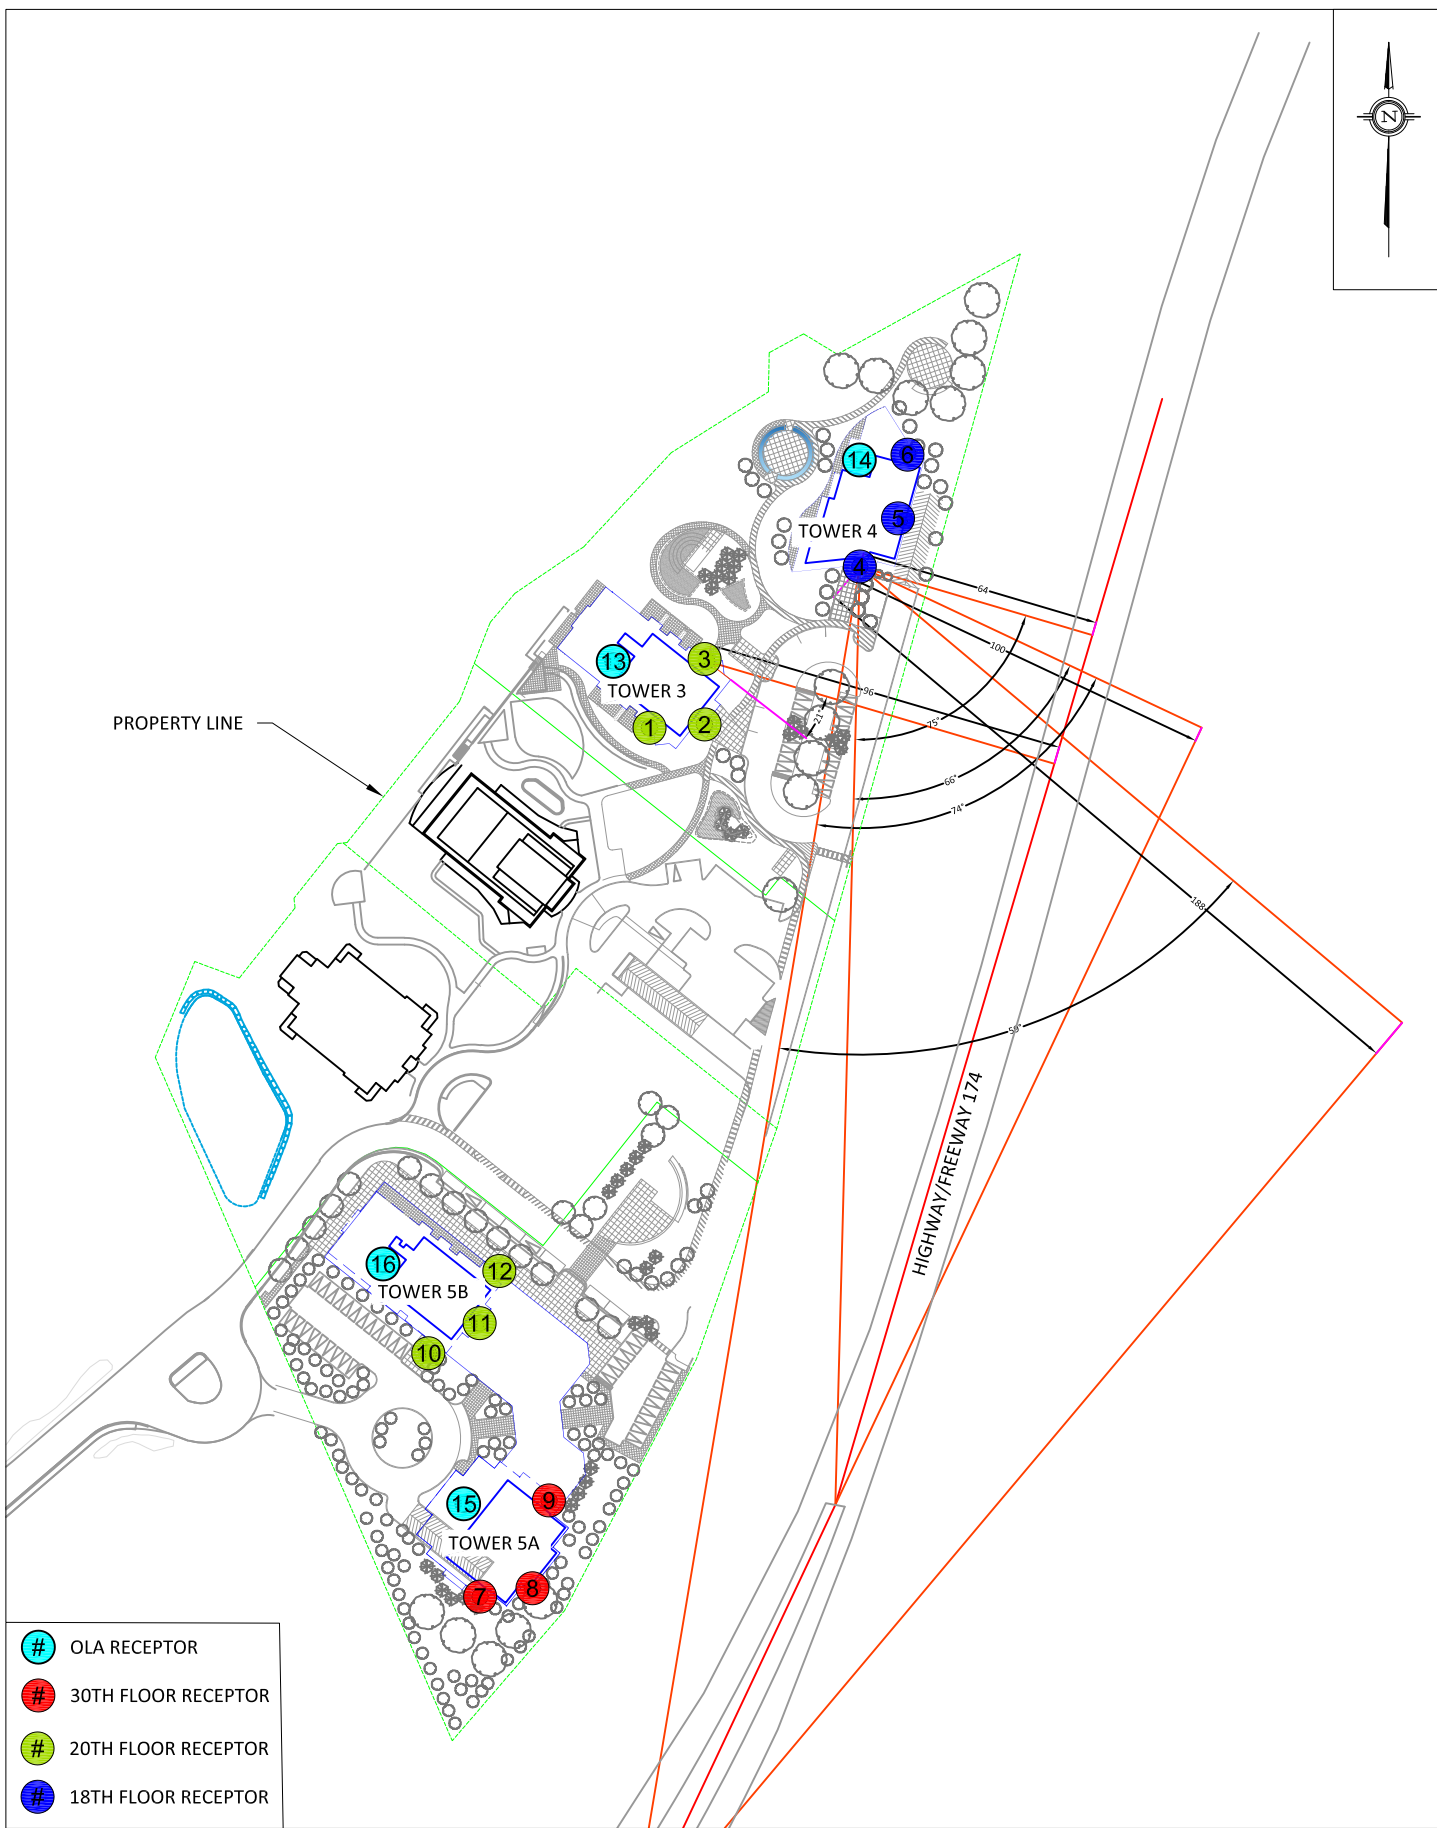 N
6
14
5
TOWER 4
4
64
100
3
13
96
TOWER 3
21°
75°
PROPERTY LINE
1
2
66°
74°
188
59°
HIGHWAY/FREEWAY 174
16
12
TOWER 5B
11
10
15
9
TOWER 5A
8
7
# OLA RECEPTOR
# 30TH FLOOR RECEPTOR
# 20TH FLOOR RECEPTOR
# 18TH FLOOR RECEPTOR